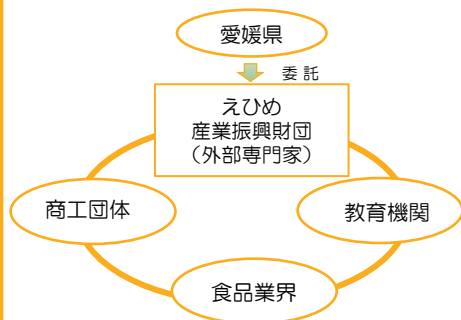 愛媛県
委託
えひめ
産業振興財団
（外部専門家）
商工団体
教育機関
食品業界